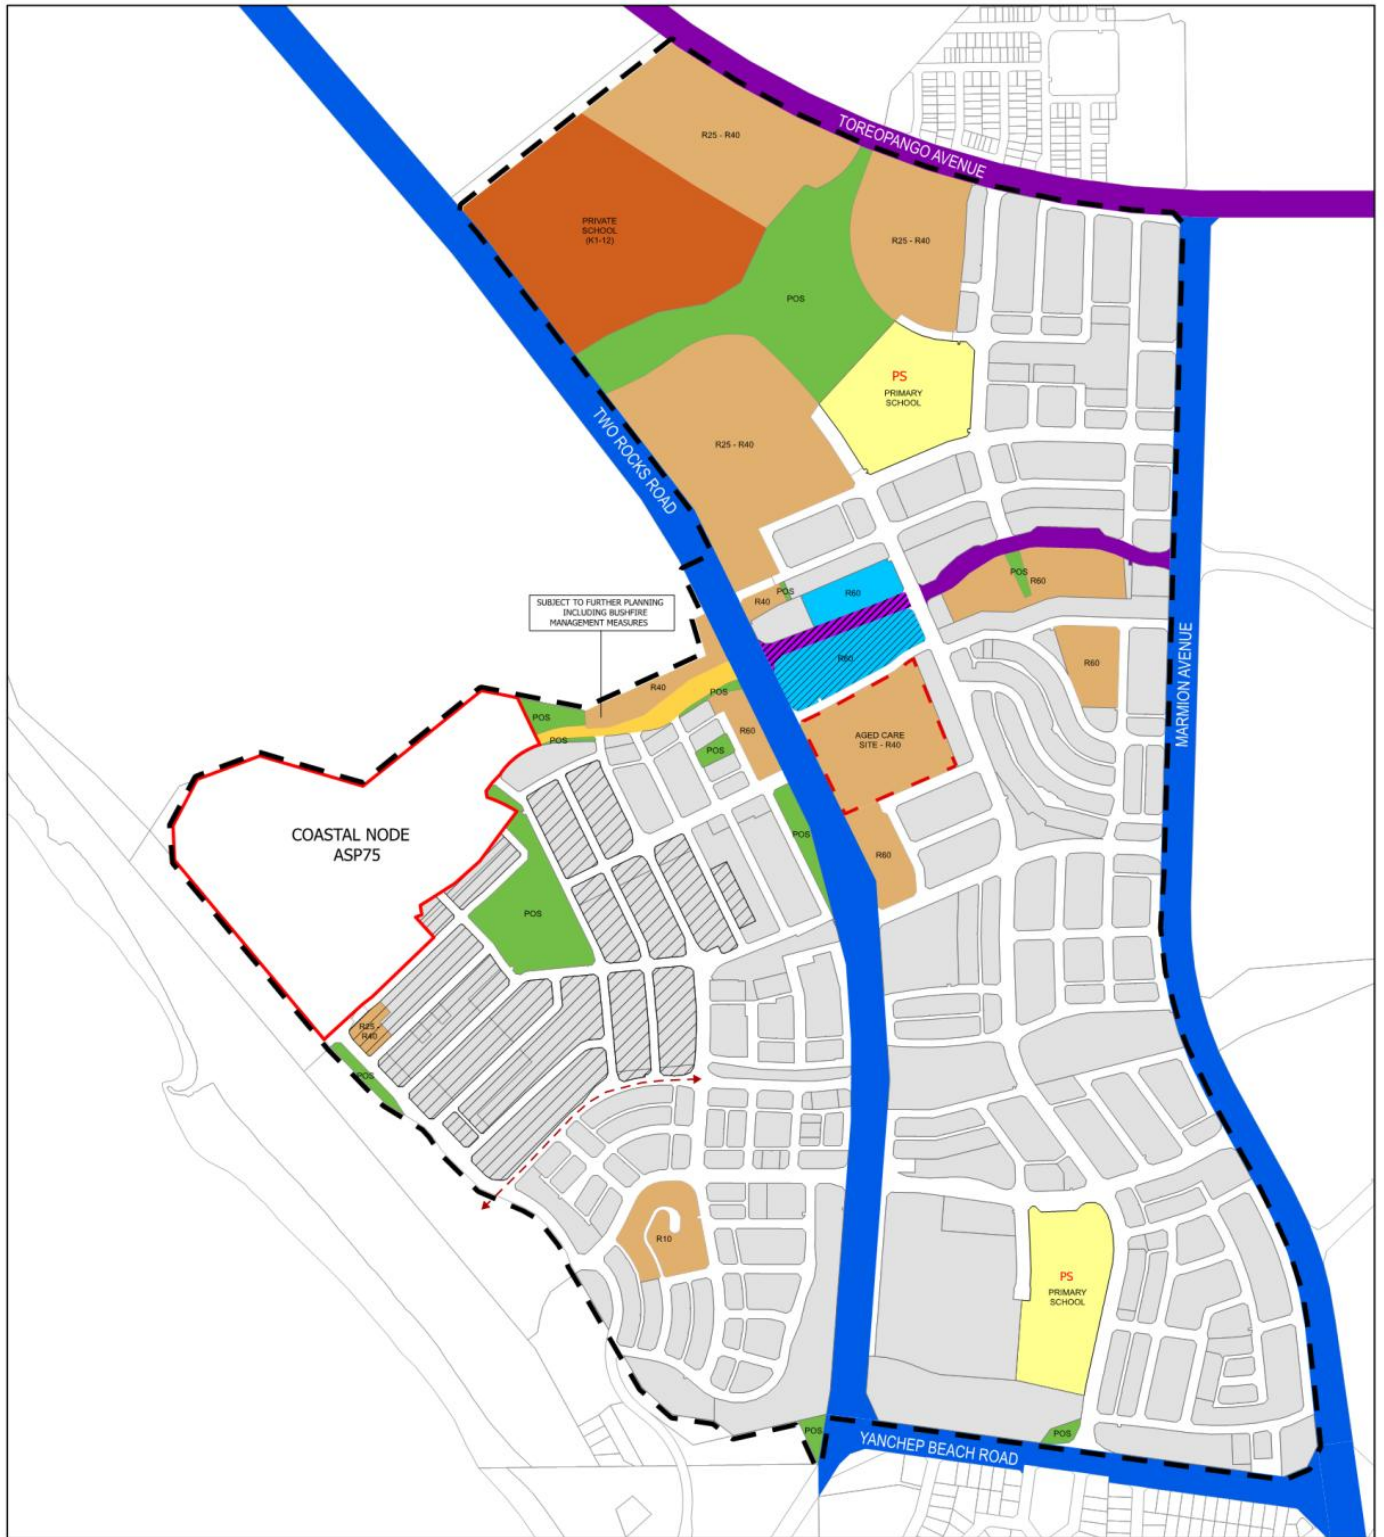 R25 - R40
TOREOPANGO AVENUE
PRIVATE
SCHOOL
(K1-12)
R25 - R40
POS
PS
PRIMARY
SCHOOL
TWO ROCKS ROAD
R25 - R40
POS
R60
POS
R40
R60
SUBJECT TO FURTHER PLANNING
INCLUDING BUSHFIRE
MANAGEMENT MEASURES
R60
R60
MARMION AVENUE
R40
POS
POS
POS
R60
POS
AGED CARE
SITE - R40
COASTAL NODE
ASP75
POS
R60
POS
R25 -
R40
POS
R10
PS
PRIMARY
SCHOOL
POS
YANCHEP BEACH ROAD
POS